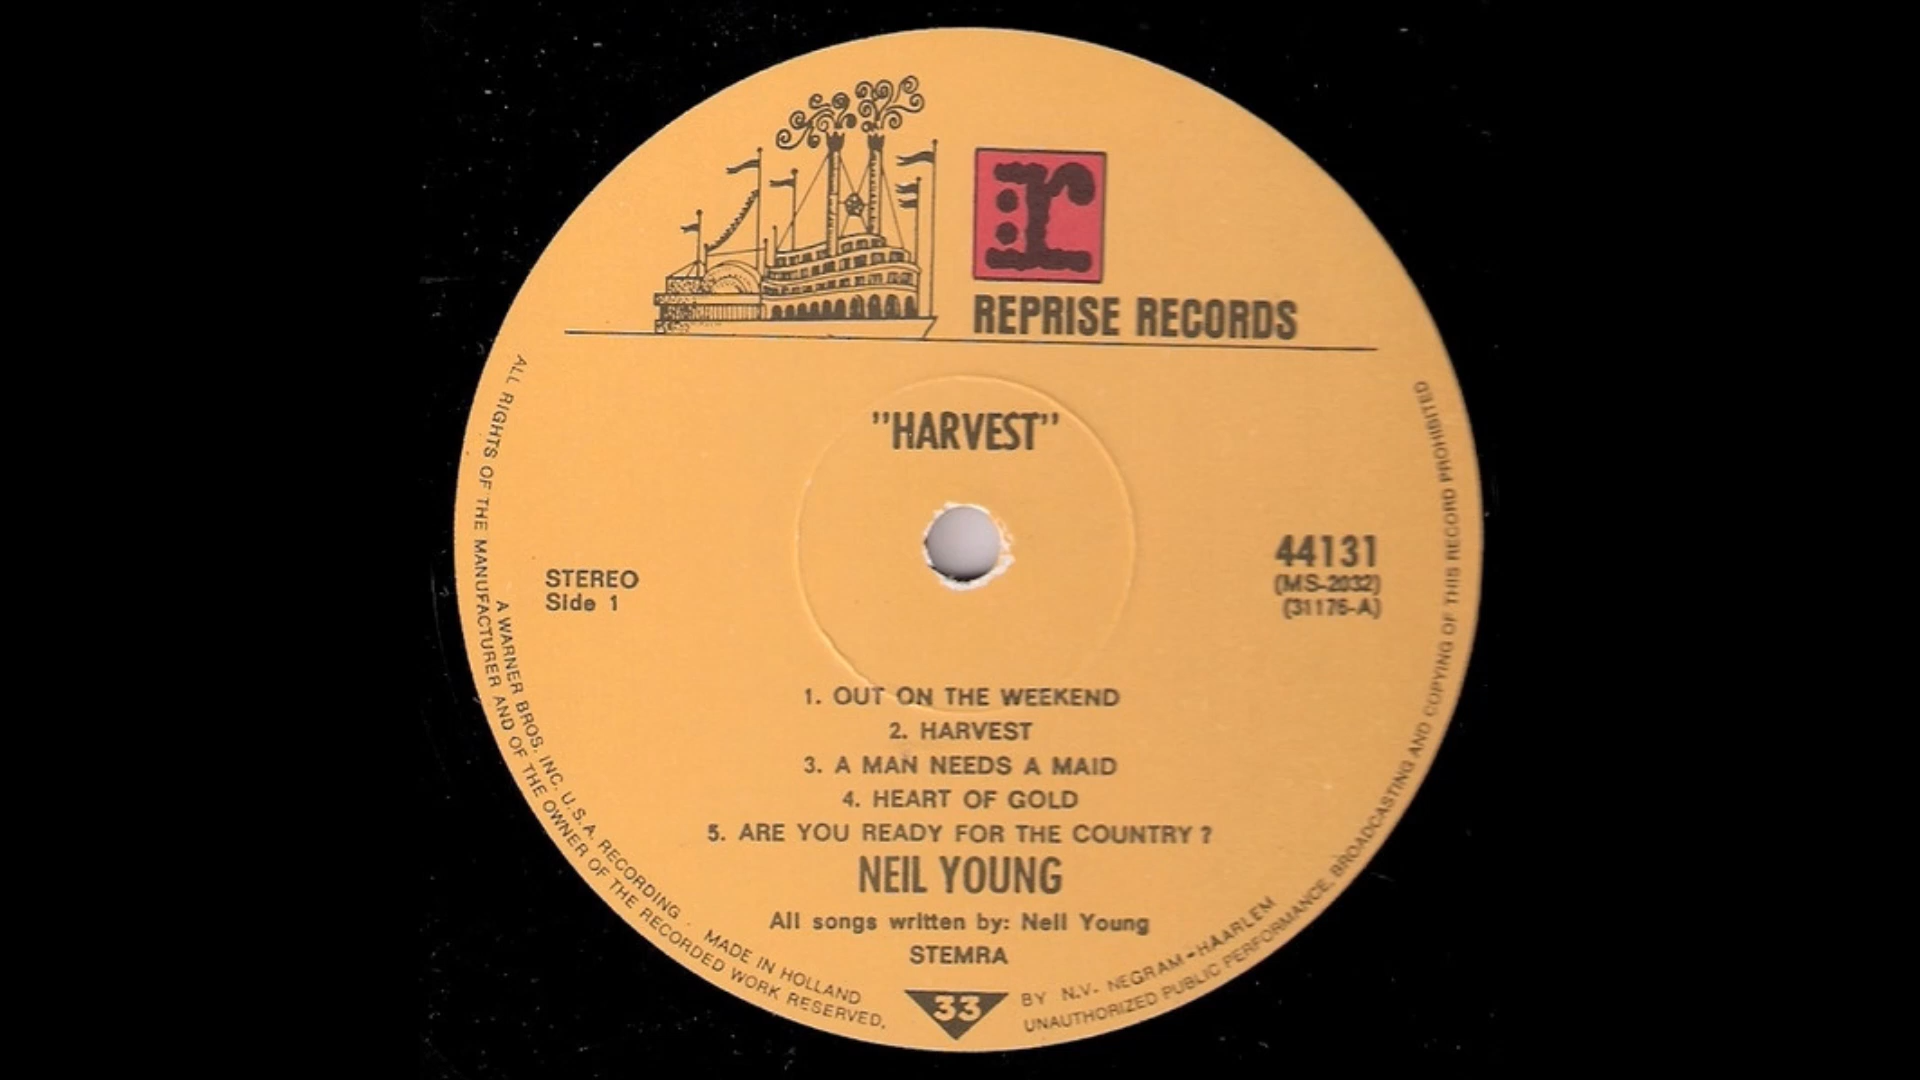 r:
REPRISE RECORDS
"HARVEST"
STEREO
Side 1
44131
(MS-2032)
(31176-A)
1. OUT ON THE WEEKEND
2. HARVEST
3. A MAN NEEDS A MAID
4. HEART OF GOLD
5. ARE YOU READY FOR THE COUNTRY ?
NEIL YOUNG
All songs written by: Neil Young
STEMRA
33
ALL RIGHTS OF THE MANUFACTURER AND OF THE OWNER OF THE RECORDED WORK RESERVED,
UNAUTHORIZED PUBLIC PERFORMANCE, BROADCASTING AND COPYING OF THIS RECORD PROHIBITED
A WARNER BROS. INC. U.S.A. RECORDING . MADE IN HOLLAND
BY N.V. NEGRAM-HAARLEM